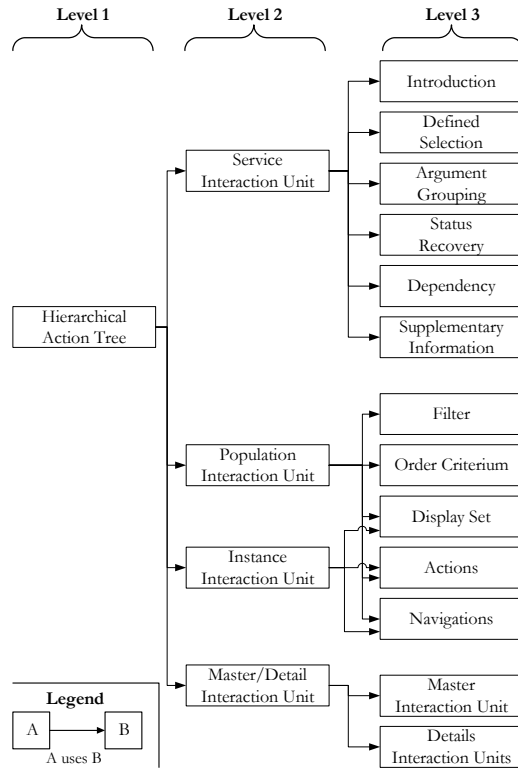 Level 1
Level 2
Level 3
Hierarchical
Action Tree
Service
Interaction Unit
Population
Interaction Unit
Instance
Interaction Unit
Master/Detail
Interaction Unit
Introduction
Defined
Selection
Argument
Grouping
Status
Recovery
Dependency
Supplementary
Information
Filter
Order Criterium
Display Set
Actions
Navigations
Master
Interaction Unit
Details
Interaction Units
Legend
A
B
A uses B